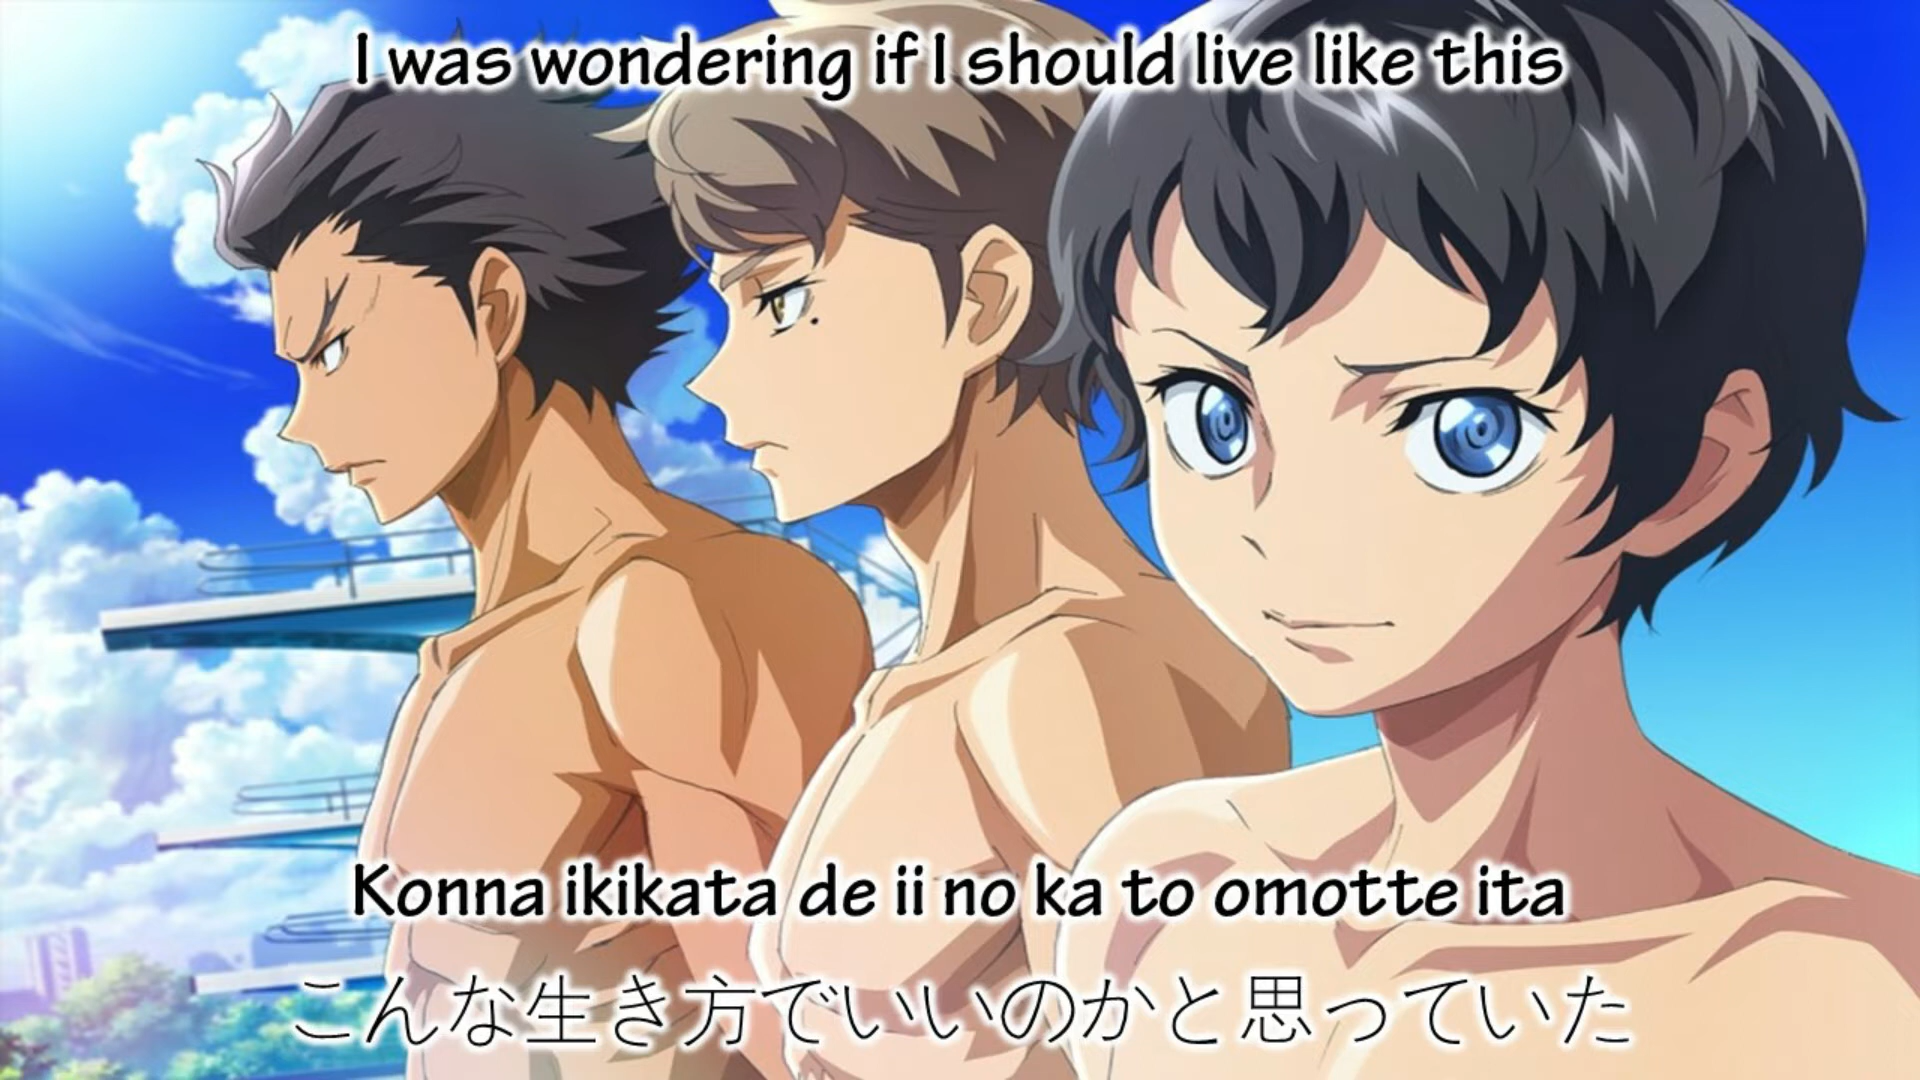 I was wondering if I should live like this
Konna ikikata de ii no ka to omotte ita
こんな生き方でいいのかと思っていた